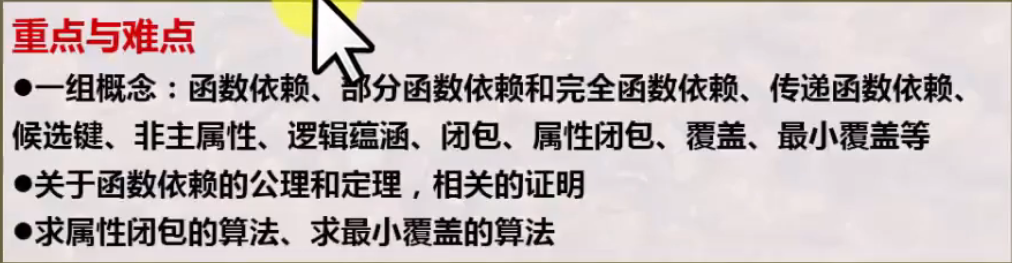 重点与难点
●一组概念：函数依赖、部分函数依赖和完全函数依赖、传递函数依赖、
候选键、非主属性、逻辑蕴涵、闭包、属性闭包、覆盖、最小覆盖等
●关于函数依赖的公理和定理，相关的证明
●求属性闭包的算法、求最小覆盖的算法